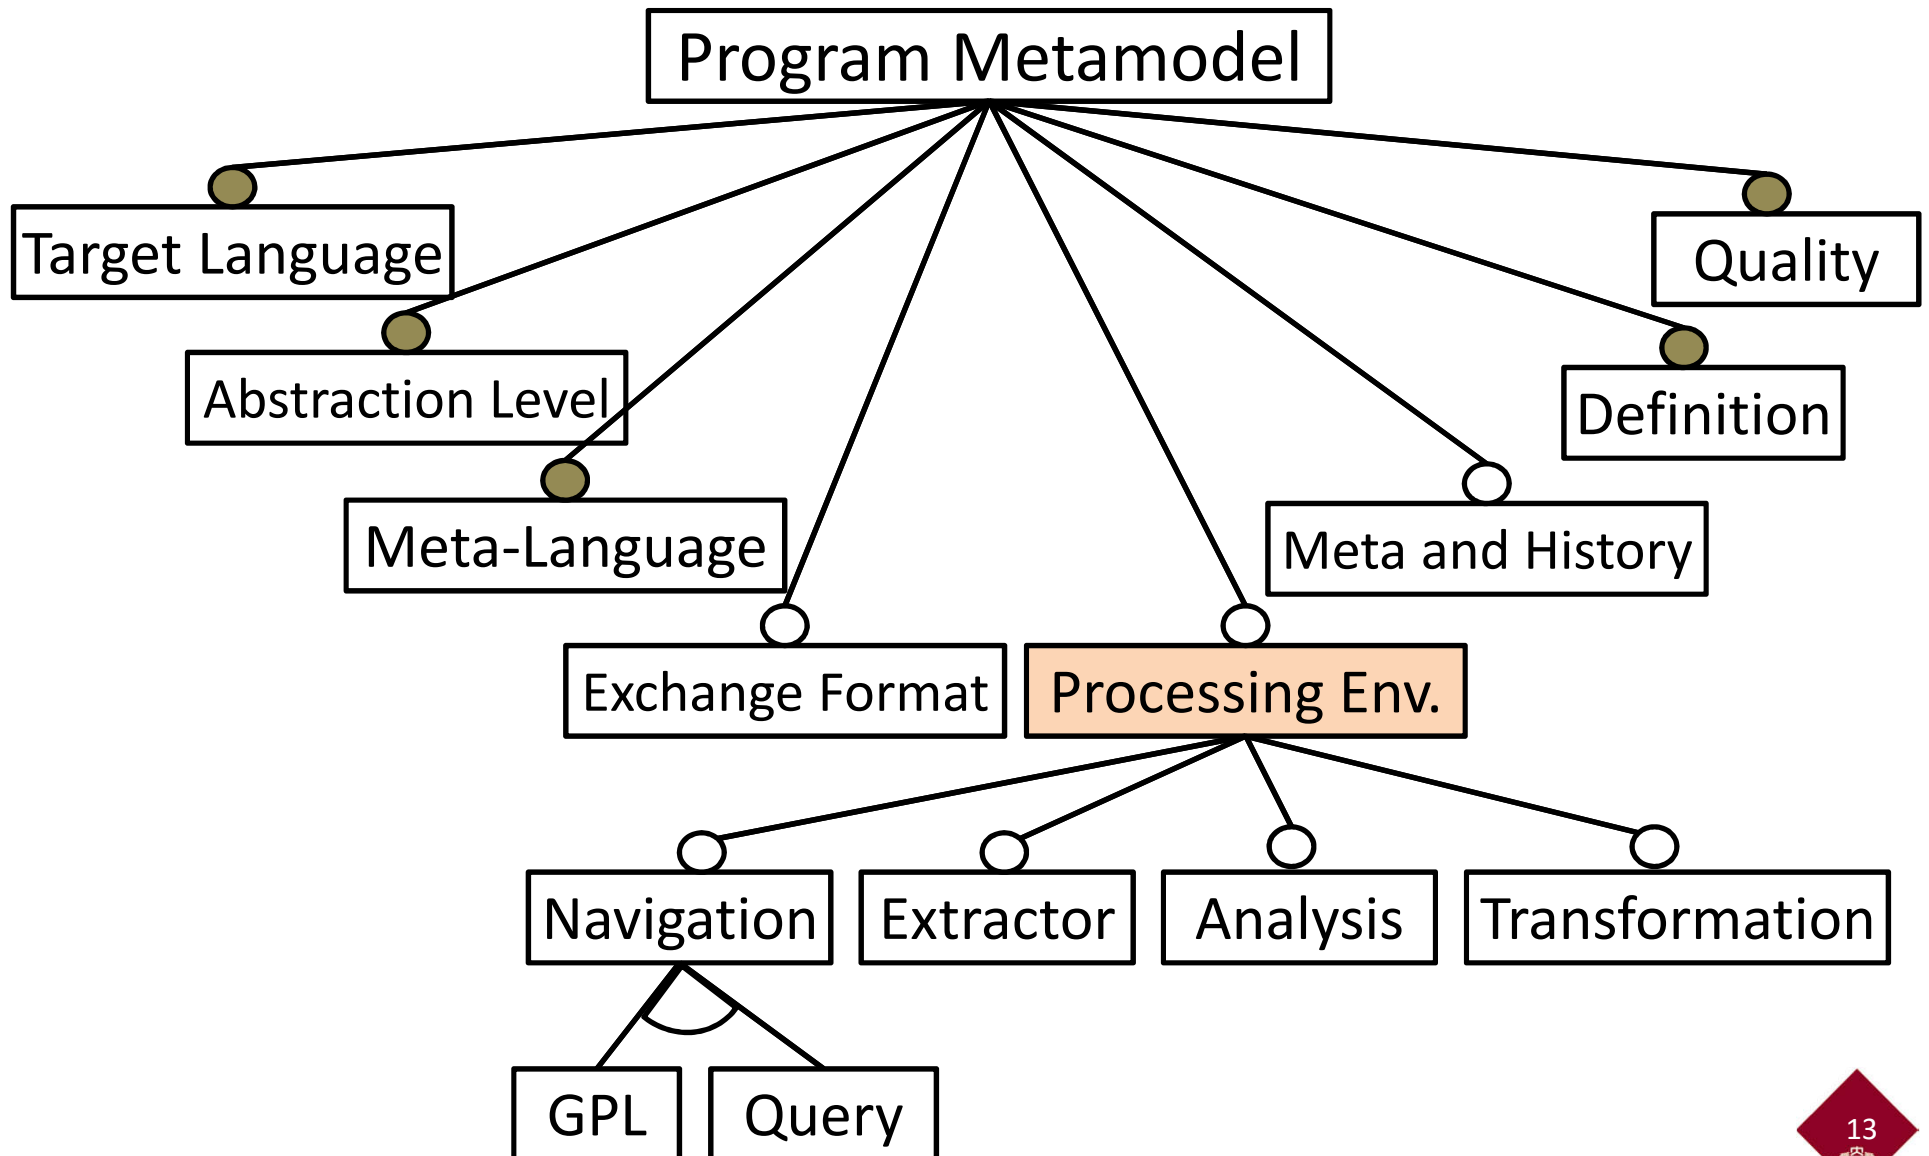 Program Metamodel
Target Language
Quality
Abstraction Level
Definition
Meta-Language
Meta and History
Exchange Format
Processing Env.
Navigation
Extractor
Analysis
Transformation
GPL
Query
13